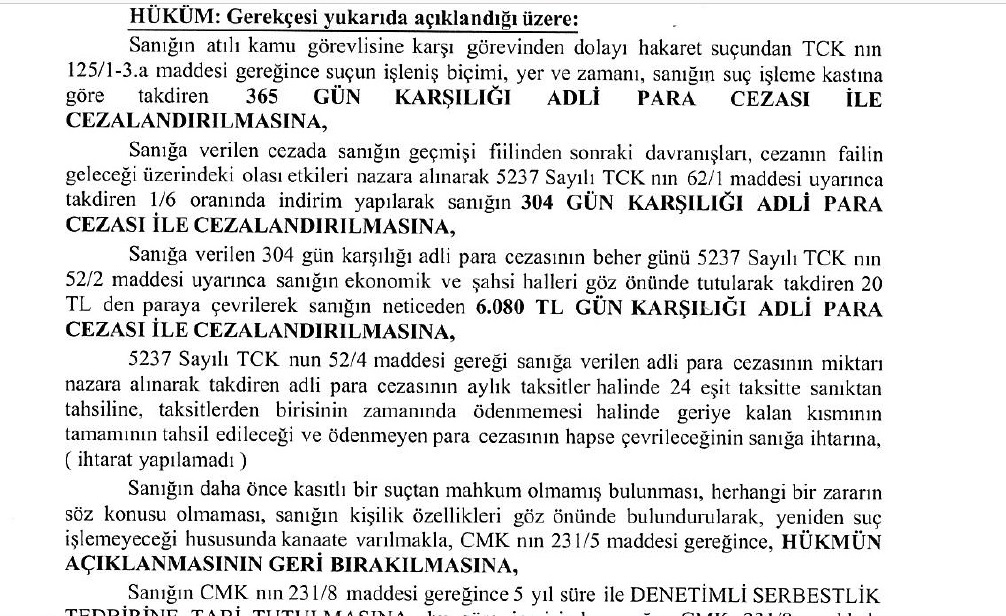 HÜKÜM: Gerekçesi yukarıda açıklandığı üzere:
Sanığın atılı kamu görevlisine karşı görevinden dolayı hakaret suçundan TCK nın
125/1-3.a maddesi gereğince suçun işleniş biçimi, yer ve zamanı, sanığın suç işleme kastına
göre takdiren 365 GÜN KARŞILIĞI ADLİ PARA CEZASI İLE
CEZALANDIRILMASINA,
Sanığa verilen cezada sanığın geçmişi fiilinden sonraki davranışları, cezanın failin
geleceği üzerindeki olası etkileri nazara alınarak 5237 Sayılı TCK nın 62/1 maddesi uyarınca
takdiren 1/6 oranında indirim yapılarak sanığın 304 GÜN KARŞILIĞI ADLİ PARA
CEZASI İLE CEZALANDIRILMASINA,
Sanığa verilen 304 gün karşılığı adli para cezasının beher günü 5237 Sayılı TCK nın
52/2 maddesi uyarınca sanığın ekonomik ve şahsi halleri göz önünde tutularak takdiren 20
TL den paraya çevrilerek sanığın neticeden 6.080 TL GÜN KARŞILIĞI ADLİ PARA
CEZASI İLE CEZALANDIRILMASINA,
5237 Sayılı TCK nun 52/4 maddesi gereği sanığa verilen adli para cezasının miktarı
nazara alınarak takdiren adli para cezasının aylık taksitler halinde 24 eşit taksitte sanıktan
tahsiline, taksitlerden birisinin zamanında ödenmemesi halinde geriye kalan kısmının
tamamının tahsil edileceği ve ödenmeyen para cezasının hapse çevrileceğinin sanığa ihtarına,
( ihtarat yapılamadı )
Sanığın daha önce kasıtlı bir suçtan mahkum olmamış bulunması, herhangi bir zararın
söz konusu olmaması, sanığın kişilik özellikleri göz önünde bulundurularak, yeniden suç
işlemeyeceği hususunda kanaate varılmakla, CMK nın 231/5 maddesi gereğince, HÜKMÜN
AÇIKLANMASININ GERİ BIRAKILMASINA,
Sanığın CMK nın 231/8 maddesi gereğince 5 yıl süre ile DENETİMLİ SERBESTLİK
TEDBİRİNE TABİ TUTULMASINA, CMK 231/8